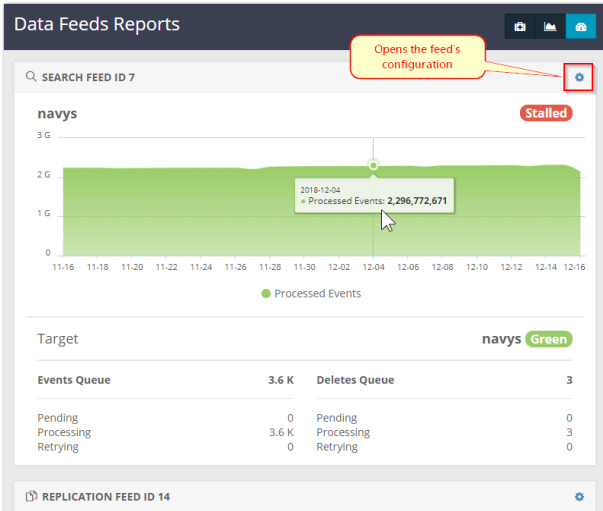 Data Feeds Reports
Opens the feed's
configuration
SEARCH FEED ID 7
navys
Stalled
3 G
2 G
1 G
0
2018-12-04
Processed Events: 2,296,772,671
11-16 11-18 11-20 11-22 11-24 11-26 11-28 11-30 12-02 12-04 12-06 12-08 12-10 12-12 12-14 12-16
Processed Events
Target navys Green
Events Queue 3.6 K Deletes Queue 3
Pending 0 Pending 0
Processing 3.6 K Processing 3
Retrying 0 Retrying 0
REPLICATION FEED ID 14